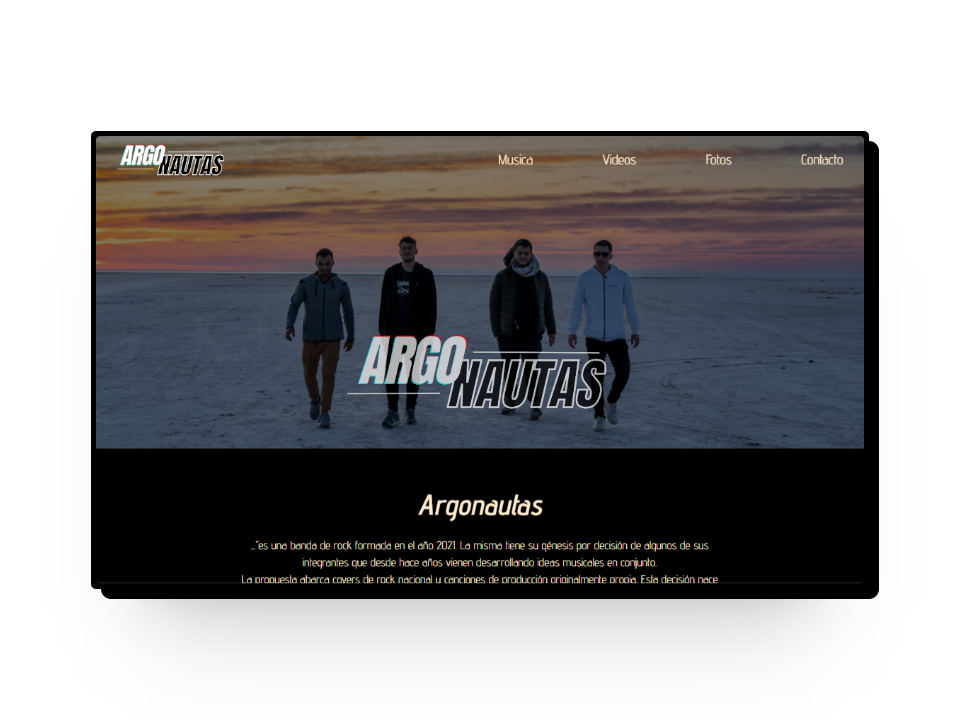 ARGO
NAUTAS
Musica
Videos
Fotos
Contacto
ARGO
NAUTAS
Argonautas
..."es una banda de rock formada en el año 2021. La misma tiene su génesis por decisión de algunos de sus
integrantes que desde hace años vienen desarrollando ideas musicales en conjunto.
La propuesta abarca covers de rock nacional y canciones de producción originalmente propia. Esta decisión nace